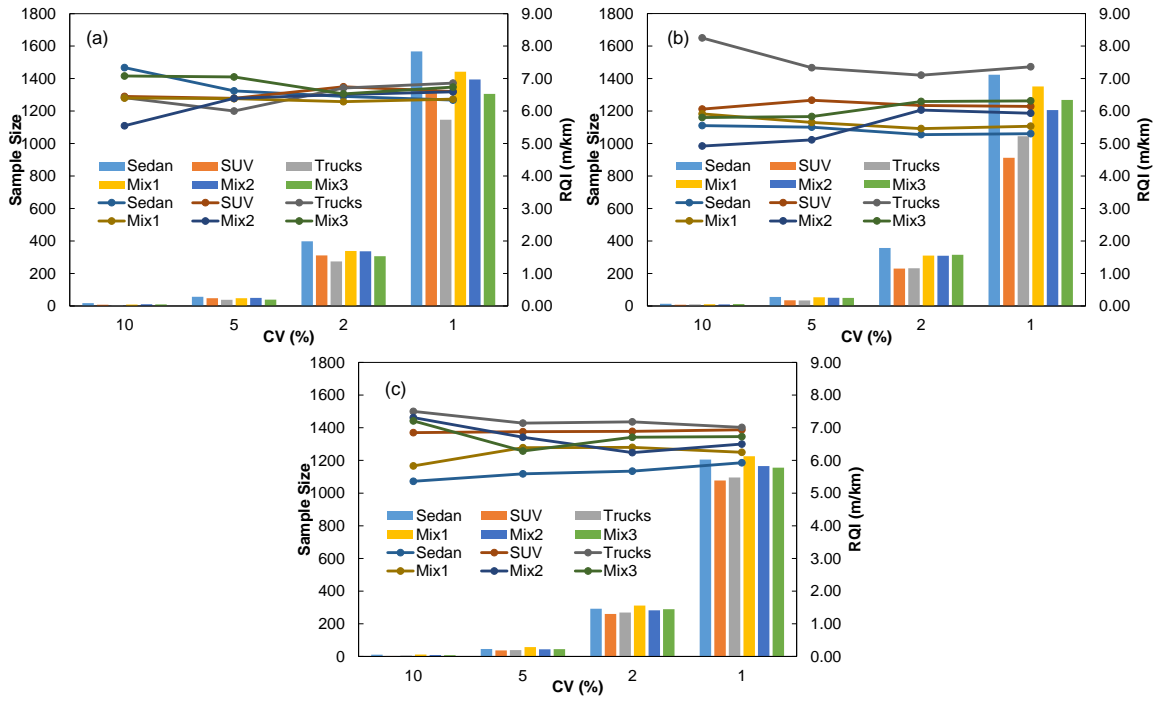 (a)
1800
1600
1400
1200
1000
800
600
400
200
0
Sample Size
9.00
8.00
7.00
6.00
5.00
4.00
3.00
2.00
1.00
0.00
RQI (m/km)
Sedan SUV Trucks
Mix1 Mix2 Mix3
Sedan SUV Trucks
Mix1 Mix2 Mix3
10 5 2 1
CV (%)
(b)
1800
1600
1400
1200
1000
800
600
400
200
0
Sample Size
9.00
8.00
7.00
6.00
5.00
4.00
3.00
2.00
1.00
0.00
RQI (m/km)
Sedan SUV Trucks
Mix1 Mix2 Mix3
Sedan SUV Trucks
Mix1 Mix2 Mix3
10 5 2 1
CV (%)
(c)
1800
1600
1400
1200
1000
800
600
400
200
0
Sample Size
9.00
8.00
7.00
6.00
5.00
4.00
3.00
2.00
1.00
0.00
RQI (m/km)
Sedan SUV Trucks
Mix1 Mix2 Mix3
Sedan SUV Trucks
Mix1 Mix2 Mix3
10 5 2 1
CV (%)